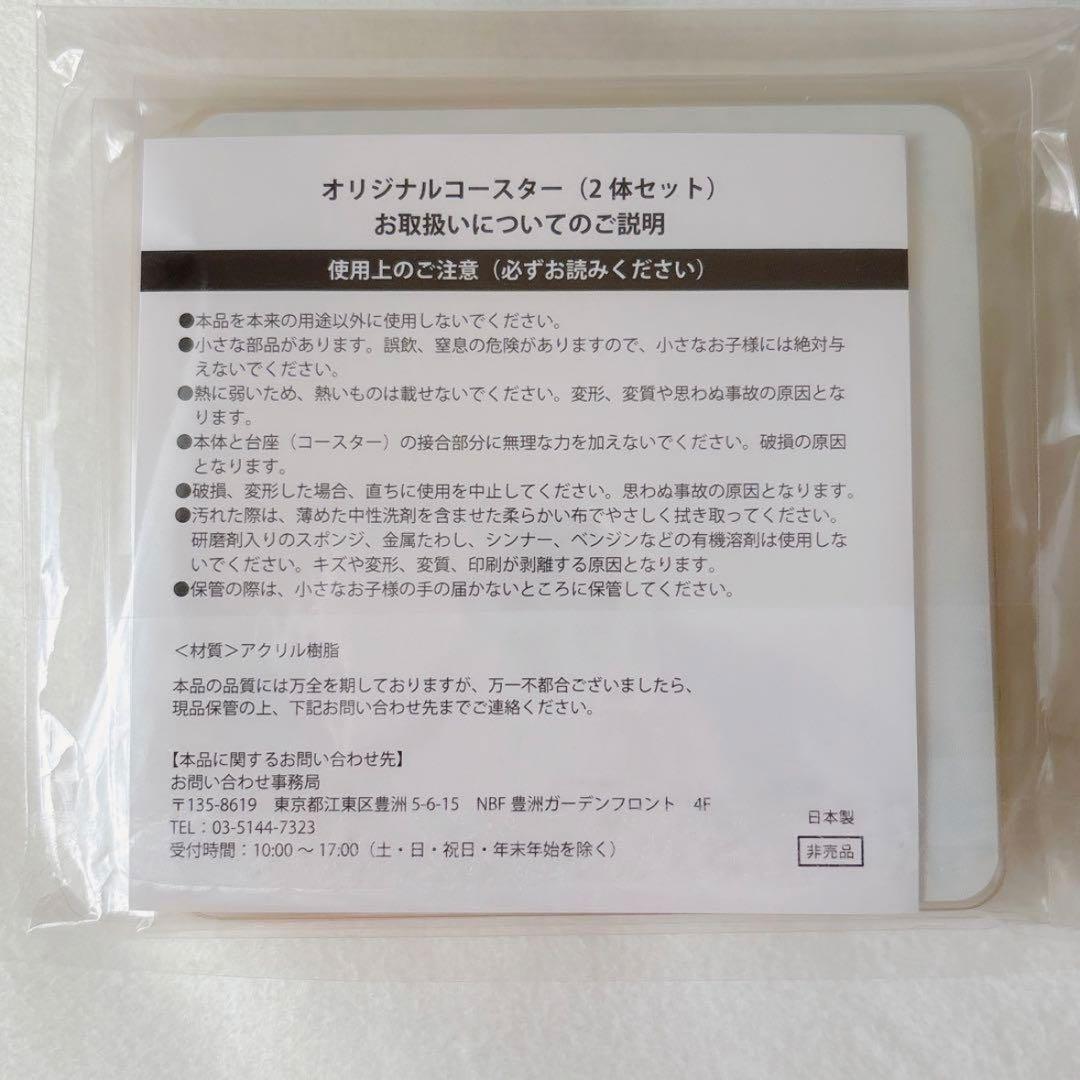 オリジナルコースター（2 体セット）
お取扱いについてのご説明
使用上のご注意（必ずお読みください）
●本品を本来の用途以外に使用しないでください。
●小さな部品があります。誤飲、窒息の危険がありますので、小さなお子様には絶対与
えないでください。
●熱に弱いため、熱いものは載せないでください。変形、変質や思わぬ事故の原因とな
ります。
●本体と台座（コースター）の接合部分に無理な力を加えないでください。破損の原因
となります。
●破損、変形した場合、直ちに使用を中止してください。思わぬ事故の原因となります。
●汚れた際は、薄めた中性洗剤を含ませた柔らかい布でやさしく拭き取ってください。
研磨剤入りのスポンジ、金属たわし、シンナー、ベンジンなどの有機溶剤は使用しな
いでください。キズや変形、変質、印刷が剥離する原因となります。
●保管の際は、小さなお子様の手の届かないところに保管してください。
＜材質＞アクリル樹脂
本品の品質には万全を期しておりますが、万一不都合ございましたら、
現品保管の上、下記お問い合わせ先までご連絡ください。
【本品に関するお問い合わせ先】
お問い合わせ事務局
〒135-8619　東京都江東区豊洲 5-6-15　NBF 豊洲ガーデンフロント　4F
TEL：03-5144-7323
受付時間：10:00 ～ 17:00（土・日・祝日・年末年始を除く）
日本製
非売品